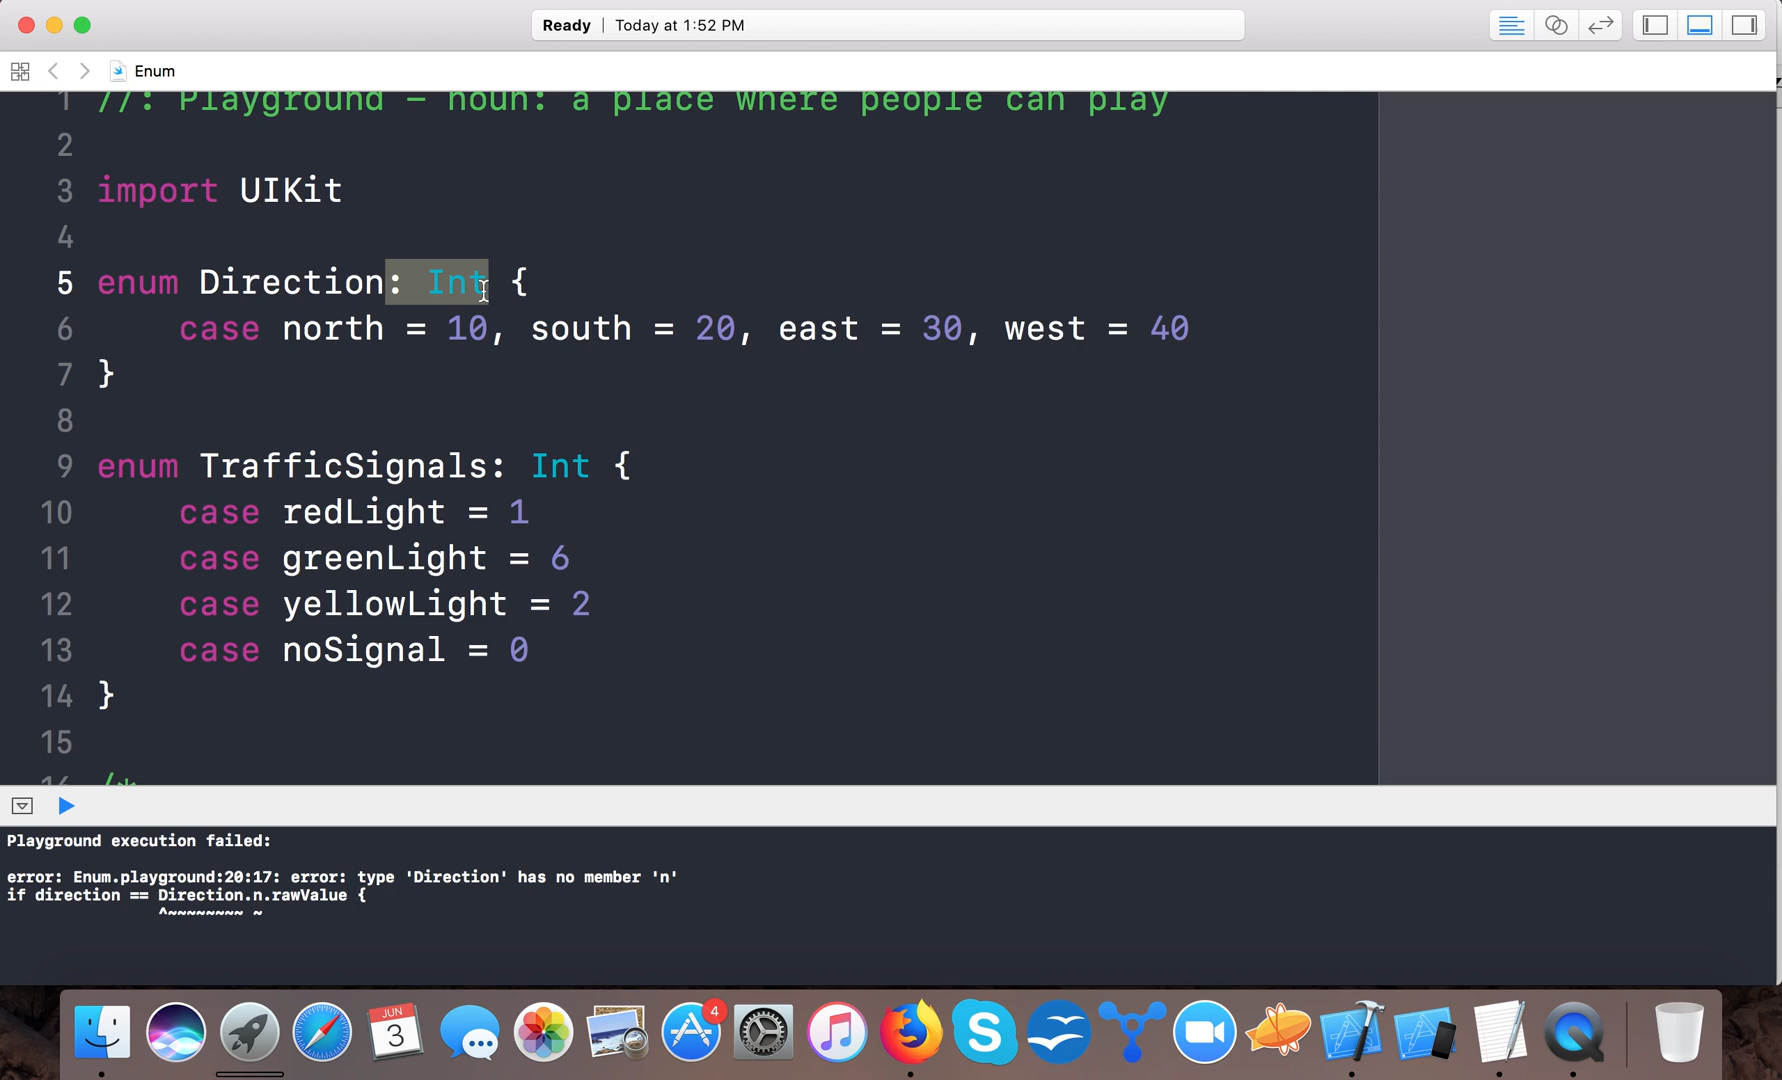 Ready | Today at 1:52 PM
Enum
1 //: Playground - noun: a place where people can play
2
3 import UIKit
4
5 enum Direction: Int {
6 case north = 10, south = 20, east = 30, west = 40
7 }
8
9 enum TrafficSignals: Int {
10 case redLight = 1
11 case greenLight = 6
12 case yellowLight = 2
13 case noSignal = 0
14 }
15
16 /*
Playground execution failed:
error: Enum.playground:20:17: error: type 'Direction' has no member 'n'
if direction == Direction.n.rawValue {
^~~~~~~~~ ~
JUN
3
4